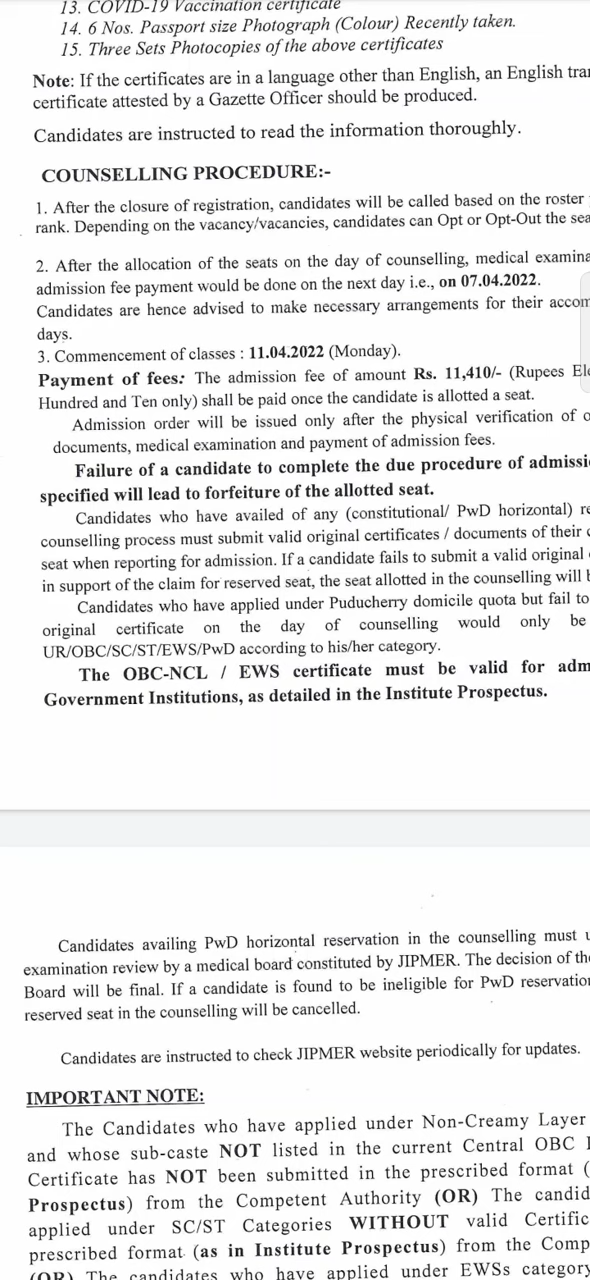 13. COVID-19 Vaccination certificate
14. 6 Nos. Passport size Photograph (Colour) Recently taken.
15. Three Sets Photocopies of the above certificates
Note: If the certificates are in a language other than English, an English
certificate attested by a Gazette Officer should be produced.
Candidates are instructed to read the information thoroughly.
COUNSELLING PROCEDURE:-
1. After the closure of registration, candidates will be called based on the roster
rank. Depending on the vacancy/vacancies, candidates can Opt or Opt-Out the
2. After the allocation of the seats on the day of counselling, medical
admission fee payment would be done on the next day i.e., on 07.04.2022.
Candidates are hence advised to make necessary arrangements for their
days.
3. Commencement of classes : 11.04.2022 (Monday).
Payment of fees: The admission fee of amount Rs. 11,410/- (Rupees
Hundred and Ten only) shall be paid once the candidate is allotted a seat.
Admission order will be issued only after the physical verification of
documents, medical examination and payment of admission fees.
Failure of a candidate to complete the due procedure of
specified will lead to forfeiture of the allotted seat.
Candidates who have availed of any (constitutional/ PwD horizontal)
counselling process must submit valid original certificates / documents of their
seat when reporting for admission. If a candidate fails to submit a valid original
in support of the claim for reserved seat, the seat allotted in the counselling will
Candidates who have applied under Puducherry domicile quota but fail to
original certificate on the day of counselling would only be
UR/OBC/SC/ST/EWS/PwD according to his/her category.
The OBC-NCL / EWS certificate must be valid for
Government Institutions, as detailed in the Institute Prospectus.
Candidates availing PwD horizontal reservation in the counselling must
examination review by a medical board constituted by JIPMER. The decision of
Board will be final. If a candidate is found to be ineligible for PwD
reserved seat in the counselling will be cancelled.
Candidates are instructed to check JIPMER website periodically for updates.
IMPORTANT NOTE:
The Candidates who have applied under Non-Creamy Layer
and whose sub-caste NOT listed in the current Central OBC
Certificate has NOT been submitted in the prescribed format (
Prospectus) from the Competent Authority (OR) The
applied under SC/ST Categories WITHOUT valid
prescribed format (as in Institute Prospectus) from the
(OR) The candidates who have applied under EWSs category